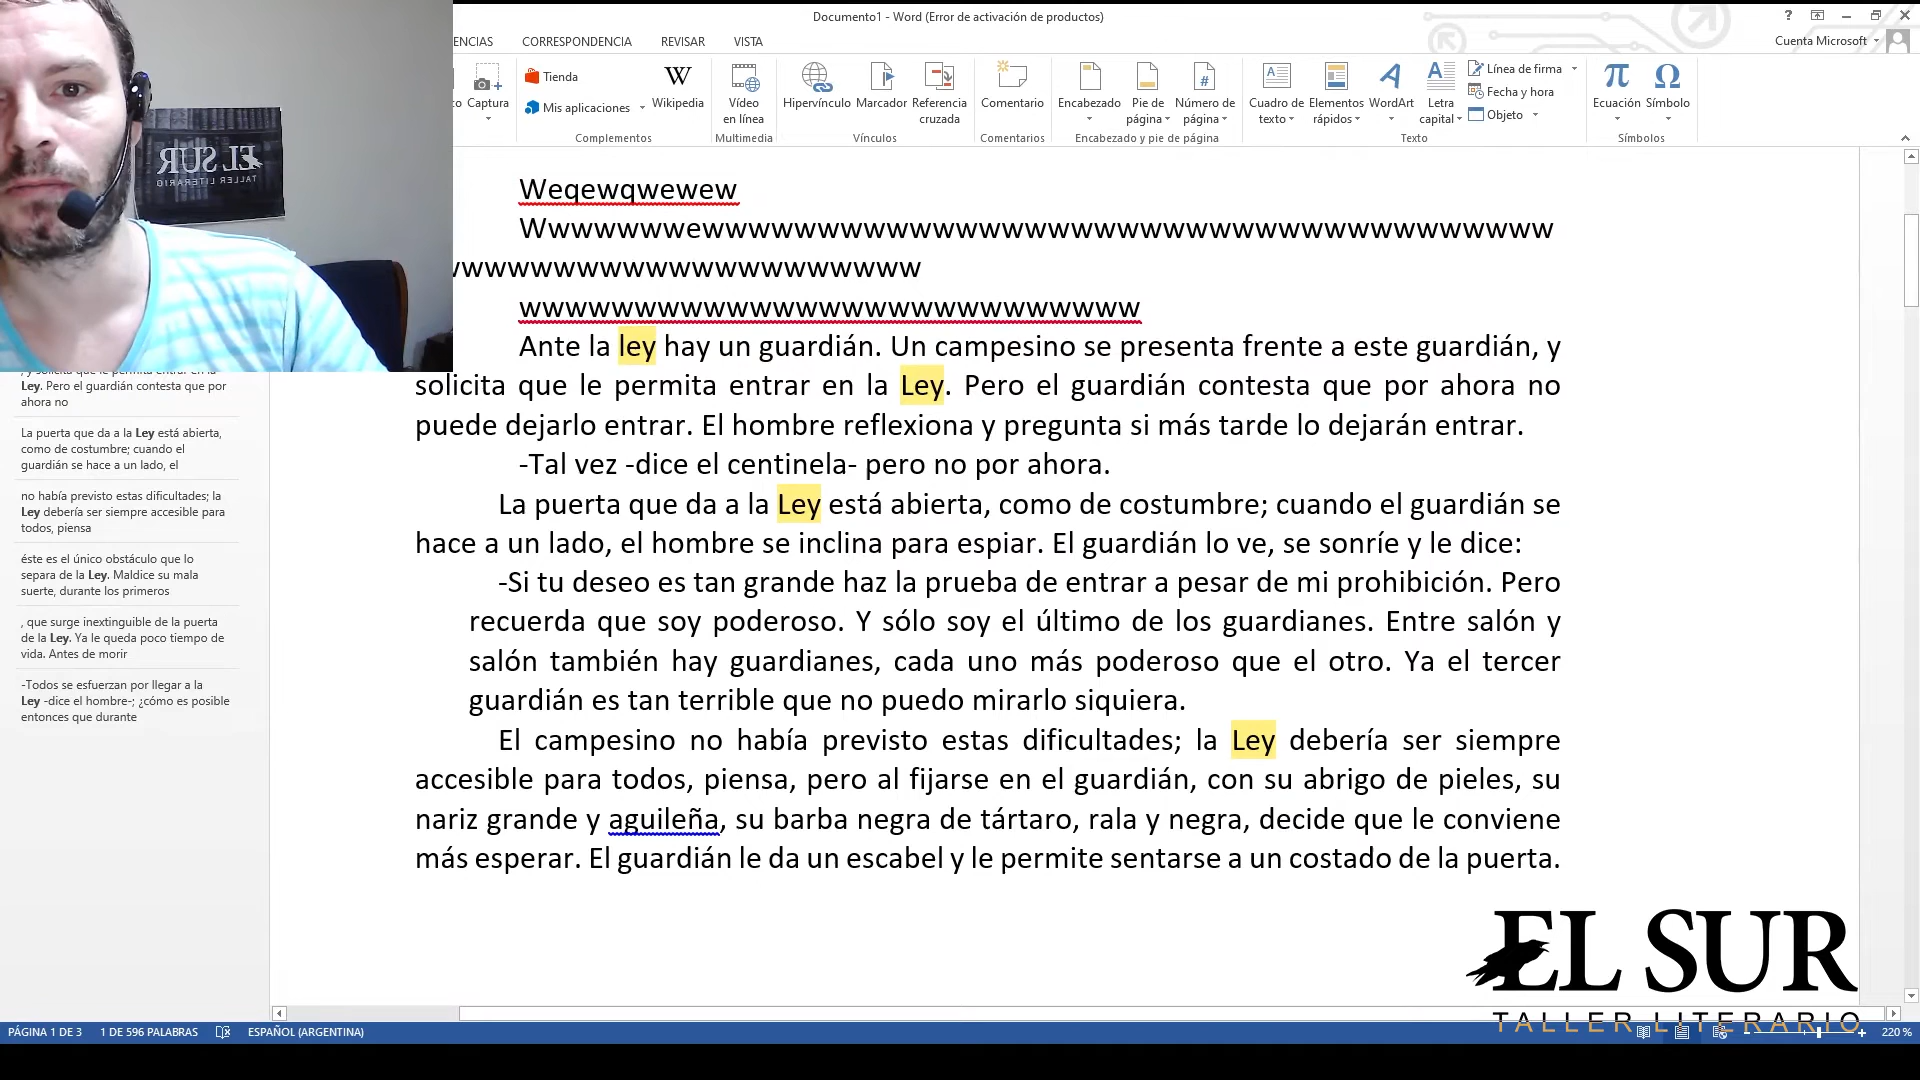 Documento1 - Word (Error de activación de productos)
ENCIAS CORRESPONDENCIA REVISAR VISTA
Cuenta Microsoft
Captura
Tienda
Mis aplicaciones
Wikipedia
Complementos
Vídeo en línea
Multimedia
Hipervínculo
Marcador
Referencia cruzada
Vínculos
Comentario
Comentarios
Encabezado
Pie de página
Número de página
Encabezado y pie de página
Cuadro de texto
Elementos rápidos
WordArt
Letra capital
Línea de firma
Fecha y hora
Objeto
Texto
Ecuación
Símbolo
Símbolos
EL SUR
TALLER LITERARIO
Ley. Pero el guardián contesta que por
ahora no
La puerta que da a la Ley está abierta,
como de costumbre; cuando el
guardián se hace a un lado, el
no había previsto estas dificultades; la
Ley debería ser siempre accesible para
todos, piensa
éste es el único obstáculo que lo
separa de la Ley. Maldice su mala
suerte, durante los primeros
, que surge inextinguible de la puerta
de la Ley. Ya le queda poco tiempo de
vida. Antes de morir
-Todos se esfuerzan por llegar a la
Ley -dice el hombre-; ¿cómo es posible
entonces que durante
Weqewqwewew
Ante la ley hay un guardián. Un campesino se presenta frente a este guardián, y
solicita que le permita entrar en la Ley. Pero el guardián contesta que por ahora no
puede dejarlo entrar. El hombre reflexiona y pregunta si más tarde lo dejarán entrar.
-Tal vez -dice el centinela- pero no por ahora.
La puerta que da a la Ley está abierta, como de costumbre; cuando el guardián se
hace a un lado, el hombre se inclina para espiar. El guardián lo ve, se sonríe y le dice:
-Si tu deseo es tan grande haz la prueba de entrar a pesar de mi prohibición. Pero
recuerda que soy poderoso. Y sólo soy el último de los guardianes. Entre salón y
salón también hay guardianes, cada uno más poderoso que el otro. Ya el tercer
guardián es tan terrible que no puedo mirarlo siquiera.
El campesino no había previsto estas dificultades; la Ley debería ser siempre
accesible para todos, piensa, pero al fijarse en el guardián, con su abrigo de pieles, su
nariz grande y aguileña, su barba negra de tártaro, rala y negra, decide que le conviene
más esperar. El guardián le da un escabel y le permite sentarse a un costado de la puerta.
EL SUR
TALLER LITERARIO
PÁGINA 1 DE 3 1 DE 596 PALABRAS ESPAÑOL (ARGENTINA) 220 %